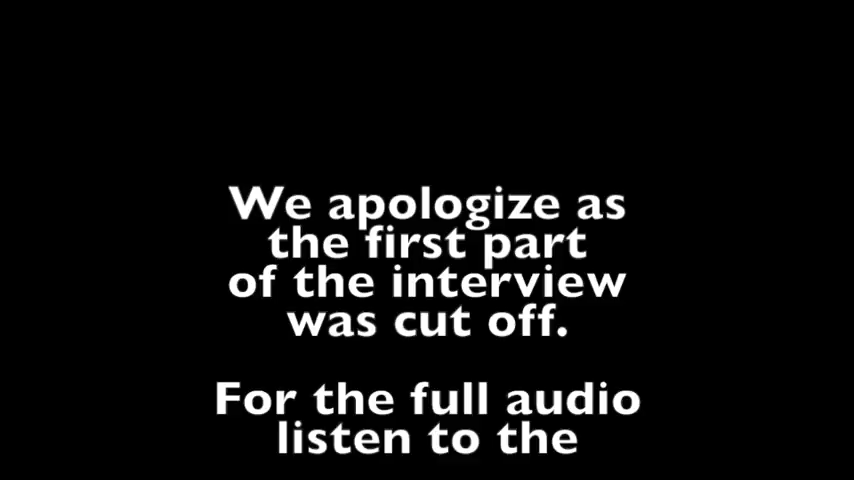 We apologize as
the first part
of the interview
was cut off.
For the full audio
listen to the